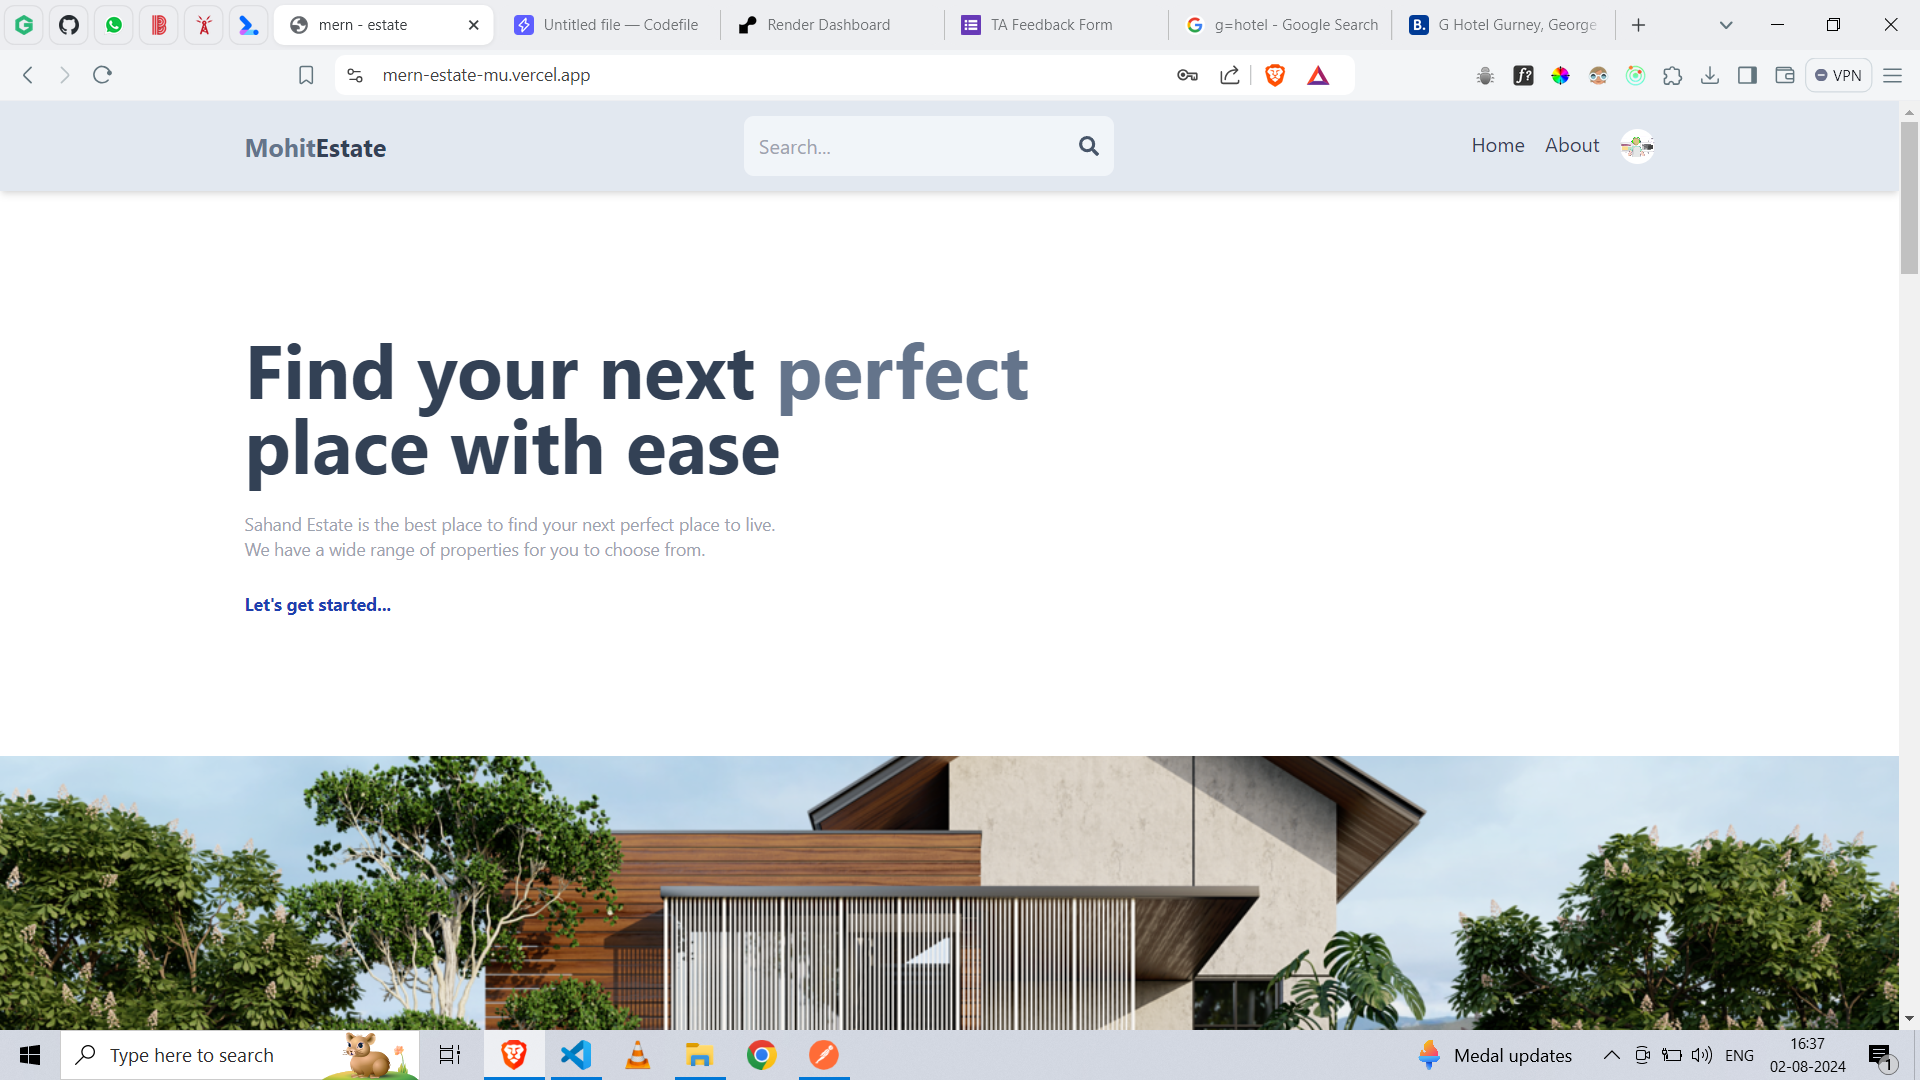 mern - estate
Untitled file — Codefile
Render Dashboard
TA Feedback Form
g=hotel - Google Search
G Hotel Gurney, George
mern-estate-mu.vercel.app
VPN
MohitEstate
Search...
Home
About
Find your next perfect
place with ease
Sahand Estate is the best place to find your next perfect place to live.
We have a wide range of properties for you to choose from.
Let's get started...
Type here to search
Medal updates
ENG
16:37
02-08-2024
1